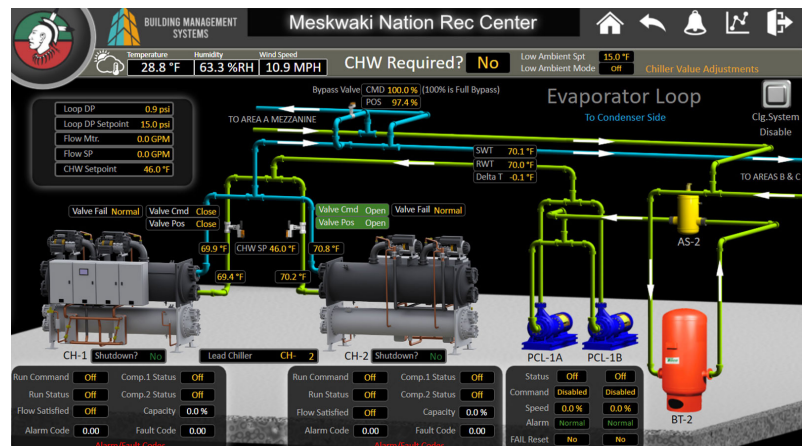 BUILDING MANAGEMENT
SYSTEMS
Meskwaki Nation Rec Center
Temperature
28.8 °F
Humidity
63.3 %RH
Wind Speed
10.9 MPH
CHW Required? No
Low Ambient Spt 15.0 °F
Low Ambient Mode Off
Chiller Value Adjustments
Bypass Valve CMD 100.0 % (100% is Full Bypass)
POS 97.4 %
Evaporator Loop
To Condenser Side
Clg.System
Disable
Loop DP 0.9 psi
Loop DP Setpoint 15.0 psi
Flow Mtr. 0.0 GPM
Flow SP 0.0 GPM
CHW Setpoint 46.0 °F
TO AREA A MEZZANINE
SWT 70.1 °F
RWT 70.0 °F
Delta T -0.1 °F
TO AREAS B & C
Valve Fail Normal
Valve Cmd Close
Valve Pos Close
Valve Cmd Open
Valve Pos Open
Valve Fail Normal
69.9 °F
CHW SP 46.0 °F
70.8 °F
69.4 °F
70.2 °F
AS-2
CH-1 Shutdown? No
Lead Chiller CH- 2
CH-2 Shutdown? No
PCL-1A
PCL-1B
BT-2
Run Command Off Comp.1 Status Off
Run Status Off Comp.2 Status Off
Flow Satisfied Off Capacity 0.0 %
Alarm Code 0.00 Fault Code 0.00
Alarm/Fault Codes
Run Command Off Comp.1 Status Off
Run Status Off Comp.2 Status Off
Flow Satisfied Off Capacity 0.0 %
Alarm Code 0.00 Fault Code 0.00
Alarm/Fault Codes
Status Off Off
Command Disabled Disabled
Speed 0.0 % 0.0 %
Alarm Normal Normal
FAIL Reset No No